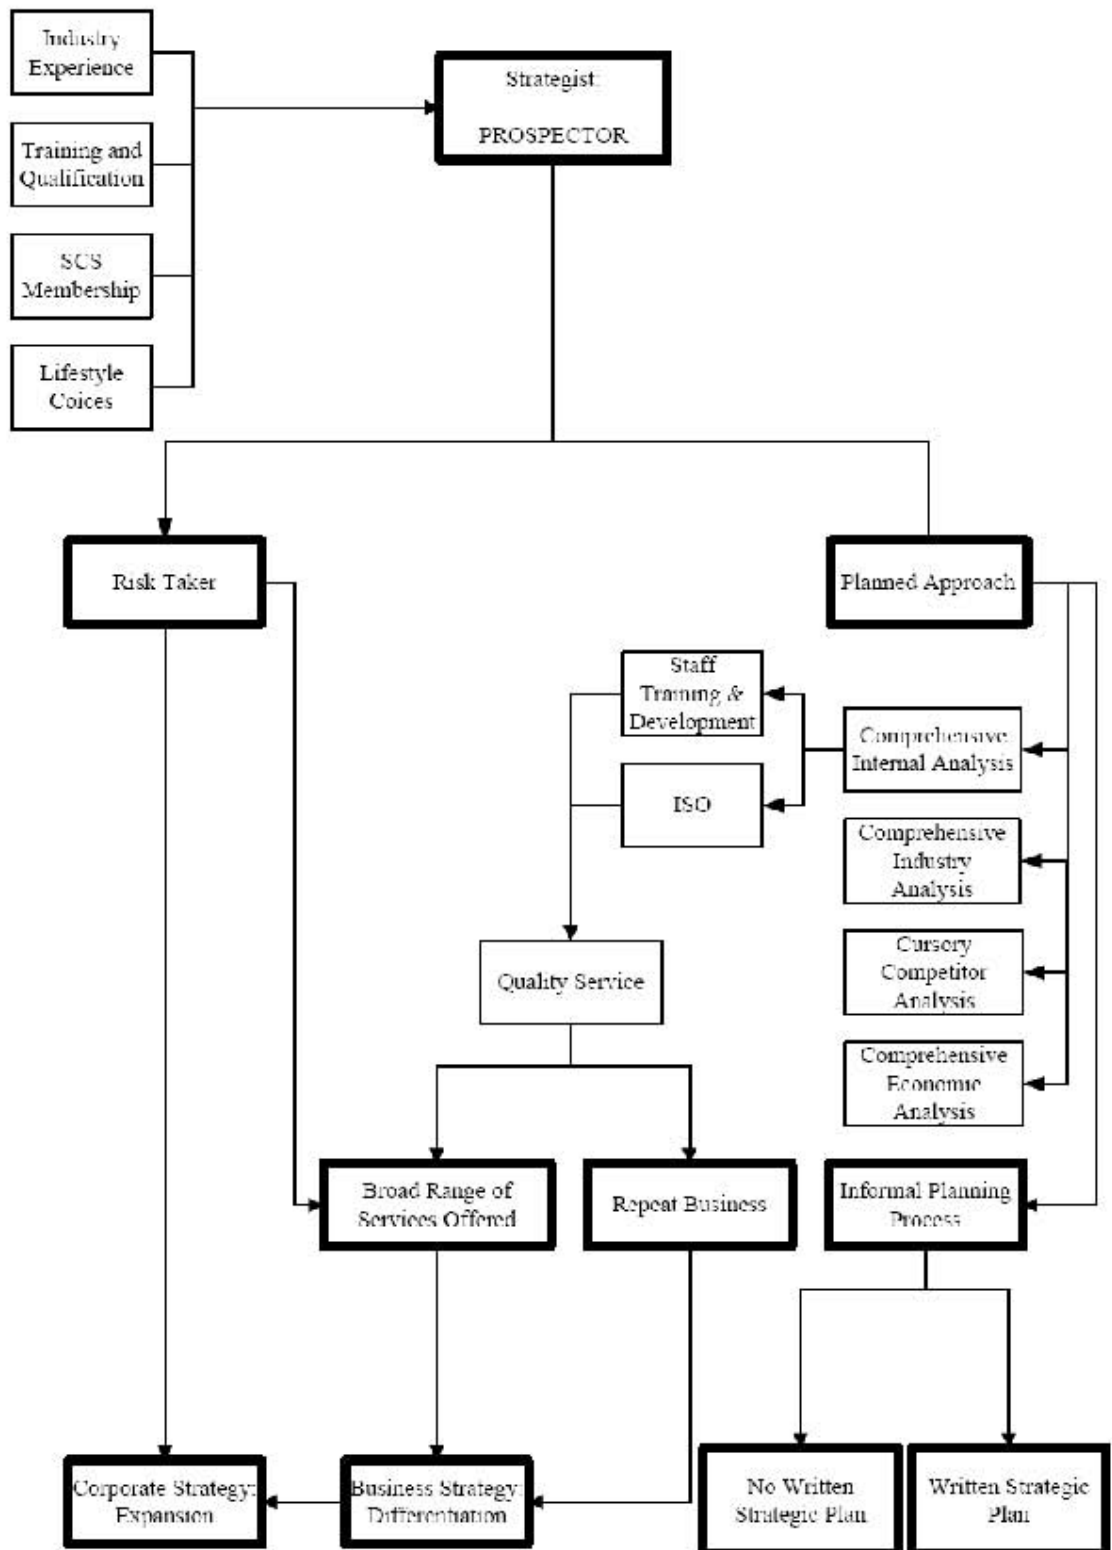 Industry
Experience
Strategist:
PROSPECTOR
Training and
Qualification
SCS
Membership
Lifestyle
Coices
Risk Taker
Planned Approach
Staff
Training &
Development
Comprehensive
Internal Analysis
ISO
Comprehensive
Industry
Analysis
Quality Service
Cursory
Competitor
Analysis
Comprehensive
Economic
Analysis
Broad Range of
Services Offered
Repeat Business
Informal Planning
Process
Corporate Strategy:
Expansion
Business Strategy:
Differentiation
No Written
Strategic Plan
Written Strategic
Plan